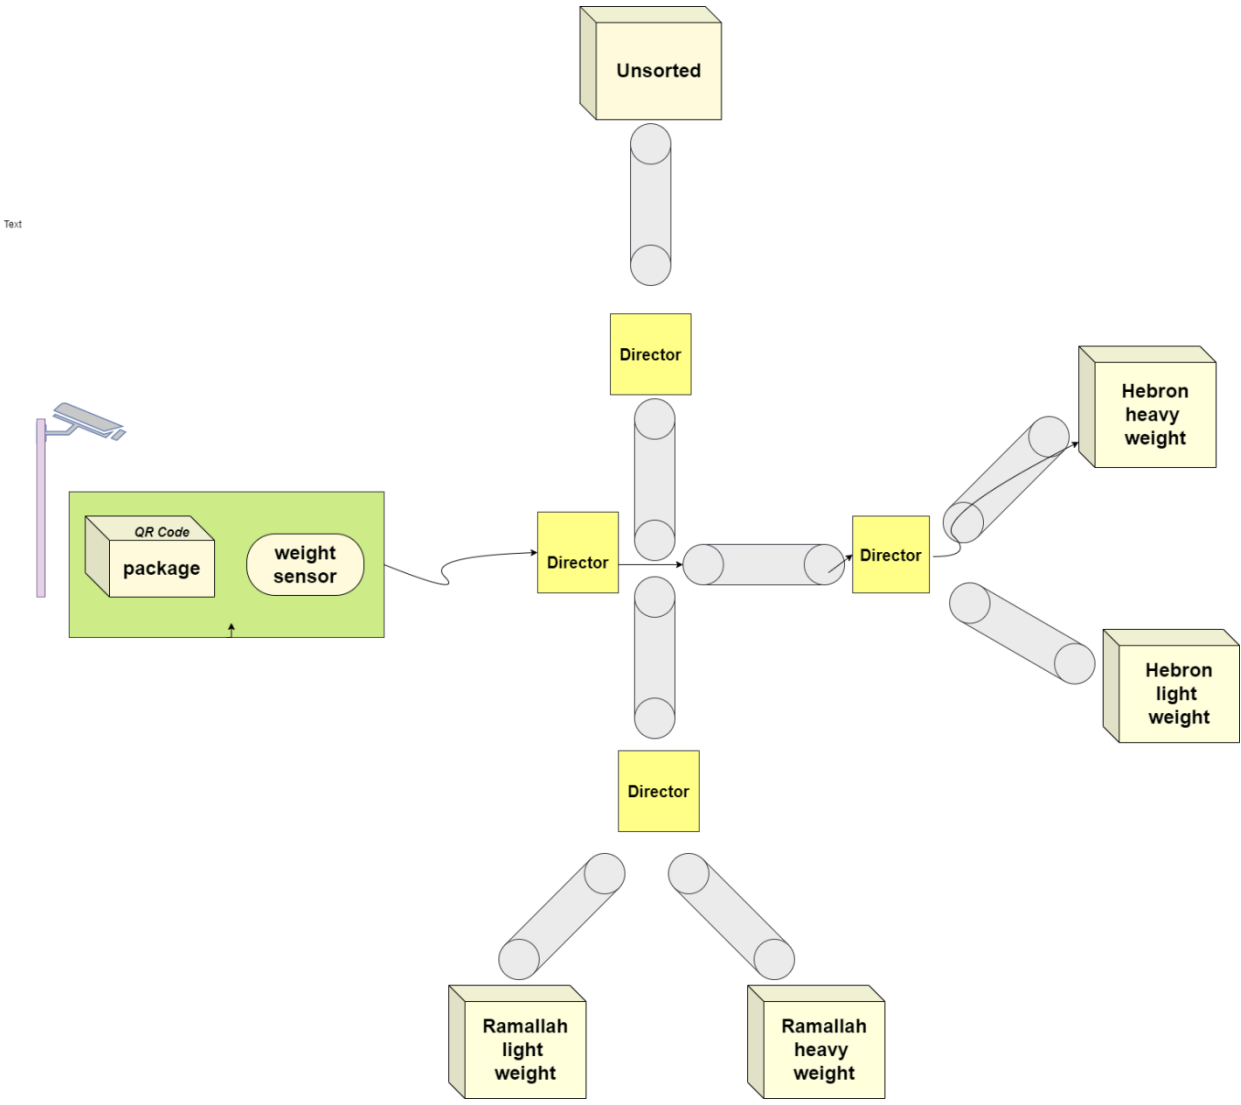 Unsorted
Text
Director
Hebron
heavy
weight
QR Code
package
weight
sensor
Director
Director
Hebron
light
weight
Director
Ramallah
light
weight
Ramallah
heavy
weight